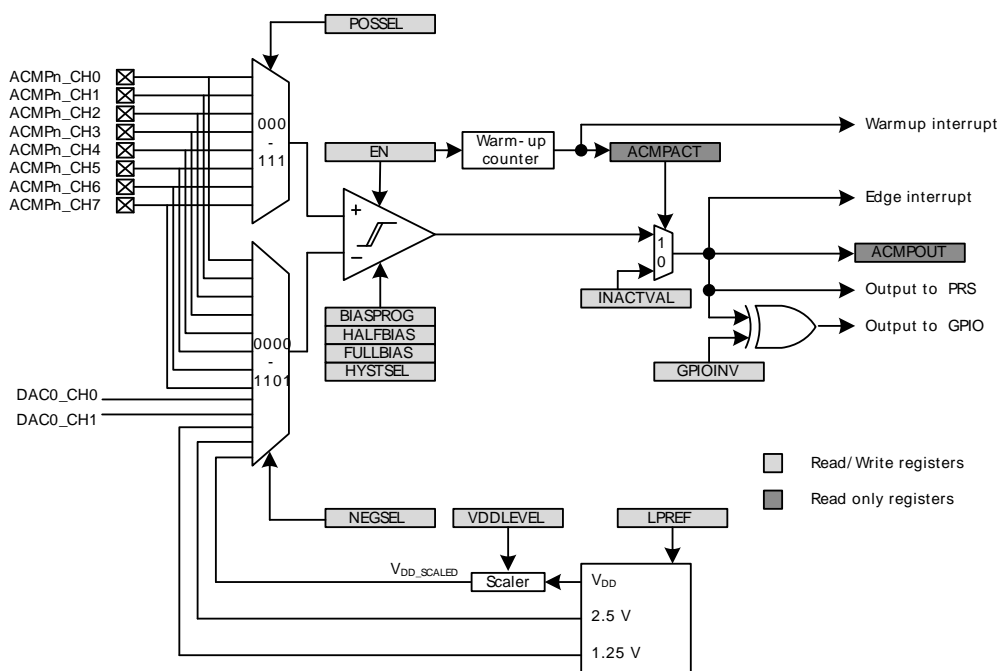 POSSEL
ACMPn_CH0
ACMPn_CH1
ACMPn_CH2
ACMPn_CH3
ACMPn_CH4
ACMPn_CH5
ACMPn_CH6
ACMPn_CH7
000
-
111
EN
Warm-up
counter
ACMPACT
Warmup interrupt
Edge interrupt
+
−
1
0
ACMPOUT
INACTVAL
Output to PRS
Output to GPIO
BIASPROG
HALFBIAS
FULLBIAS
HYSTSEL
GPIOINV
0000
-
1101
DAC0_CH0
DAC0_CH1
Read/Write registers
Read only registers
NEGSEL
VDDLEVEL
LPREF
VDD_SCALED
Scaler
VDD
2.5 V
1.25 V